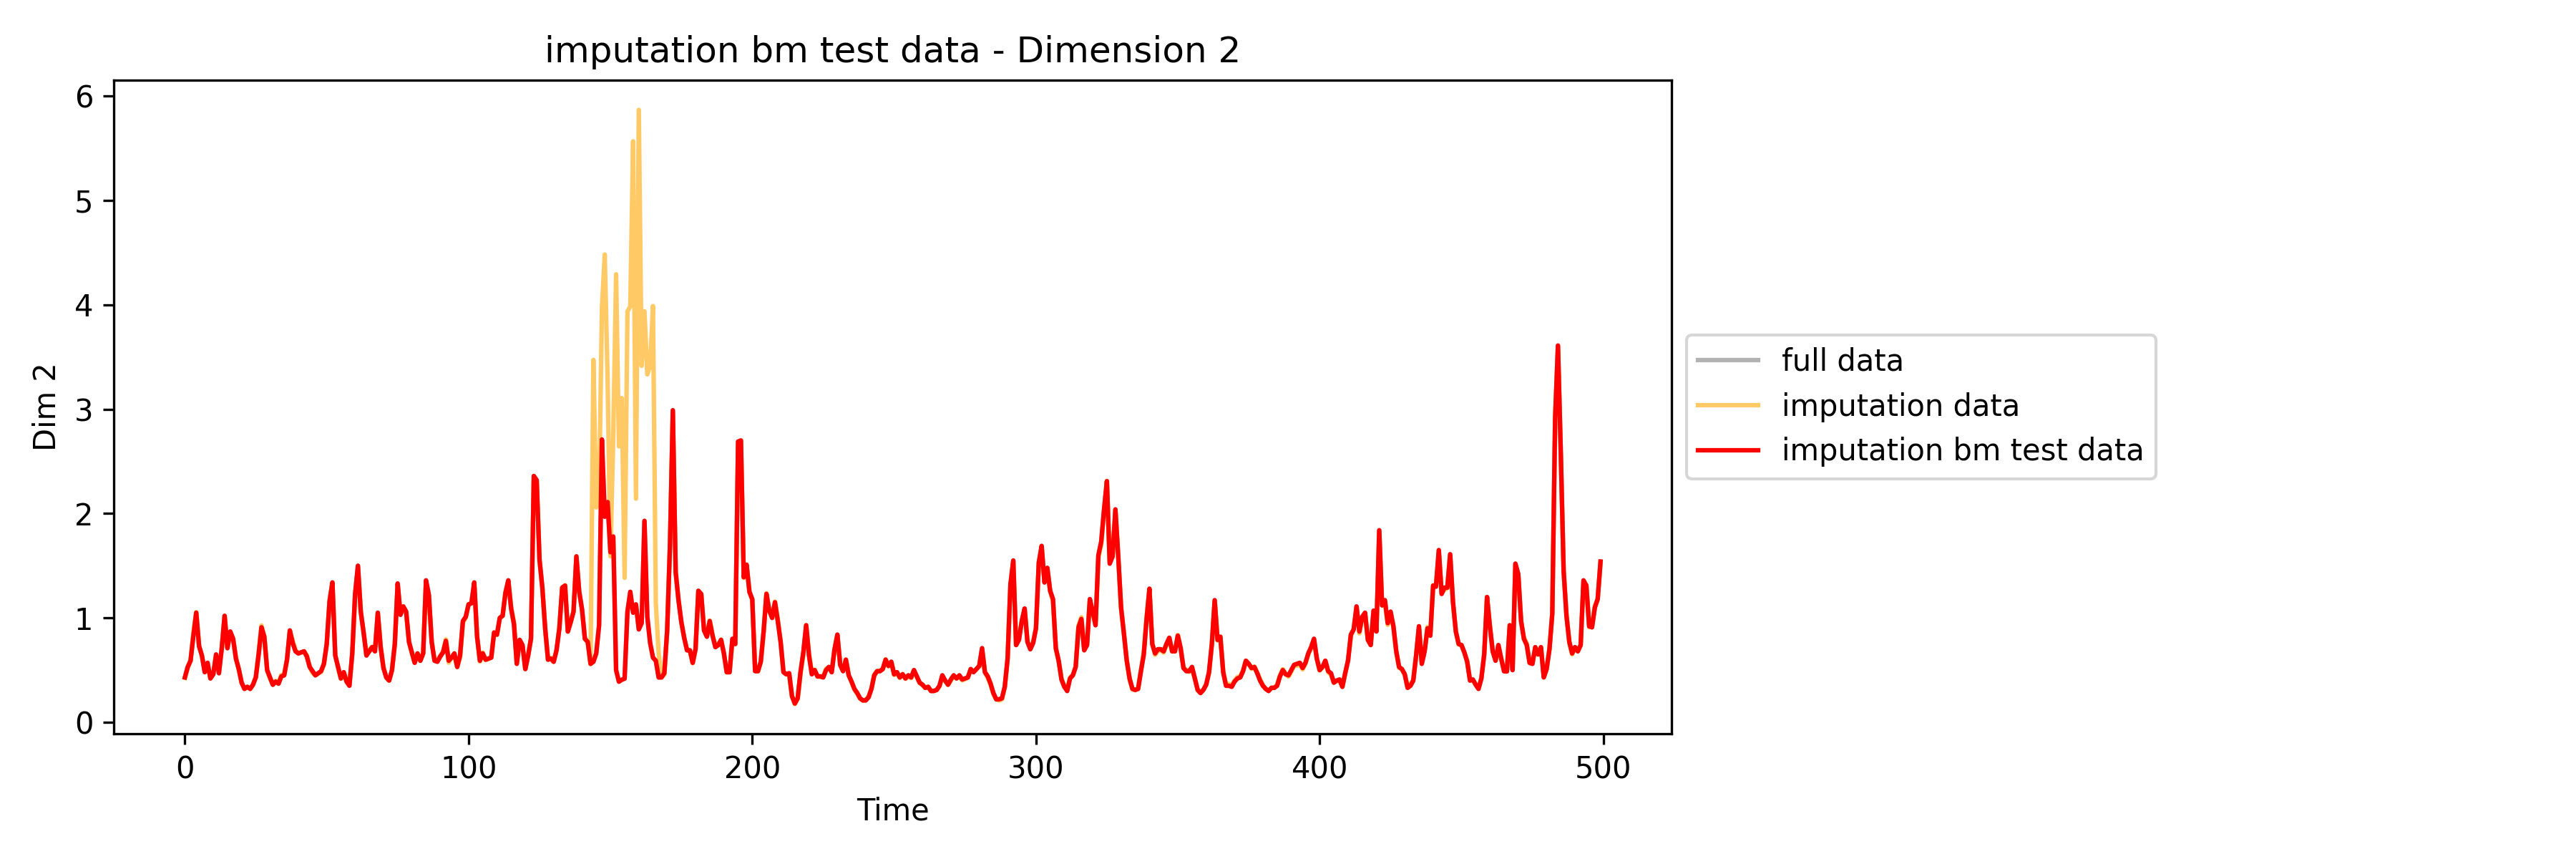 imputation bm test data - Dimension 2
6
5
4
3
2
1
0
Dim 2
0 100 200 300 400 500
Time
full data
imputation data
imputation bm test data